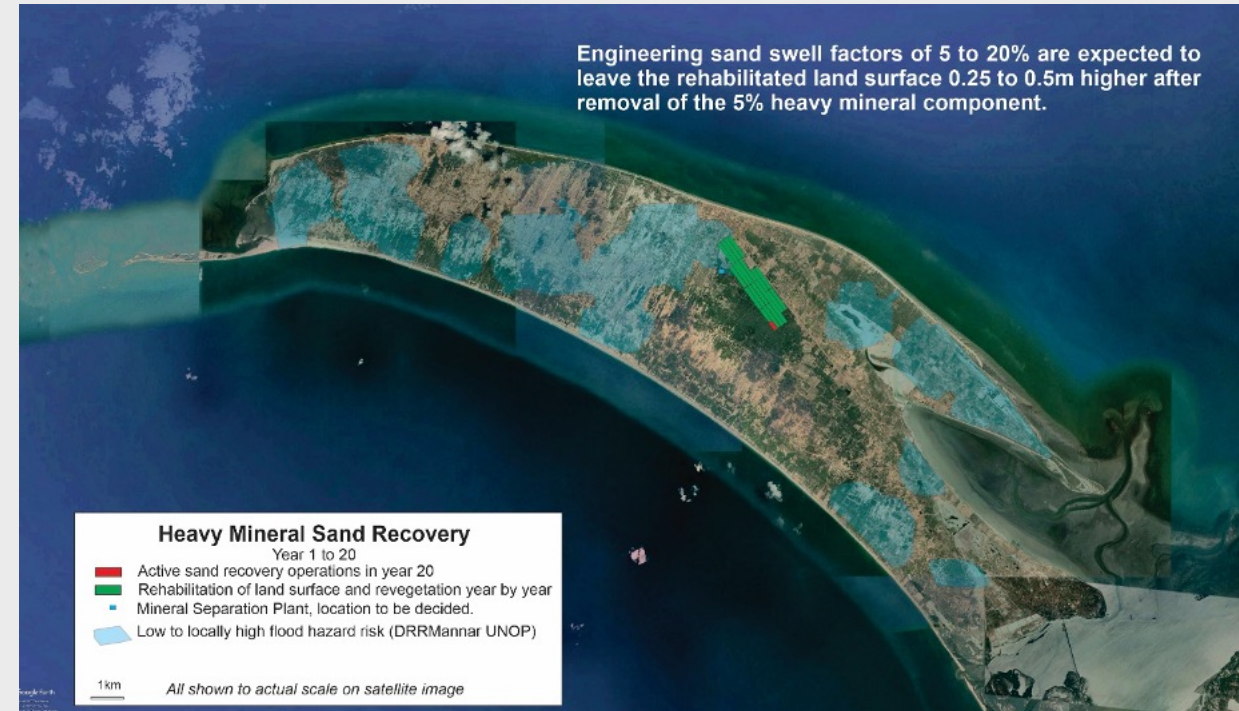 Engineering sand swell factors of 5 to 20% are expected to
leave the rehabilitated land surface 0.25 to 0.5m higher after
removal of the 5% heavy mineral component.
Heavy Mineral Sand Recovery
Year 1 to 20
Active sand recovery operations in year 20
Rehabilitation of land surface and revegetation year by year
Mineral Separation Plant, location to be decided.
Low to locally high flood hazard risk (DRRMannar UNOP)
1km
All shown to actual scale on satellite image
Google Earth